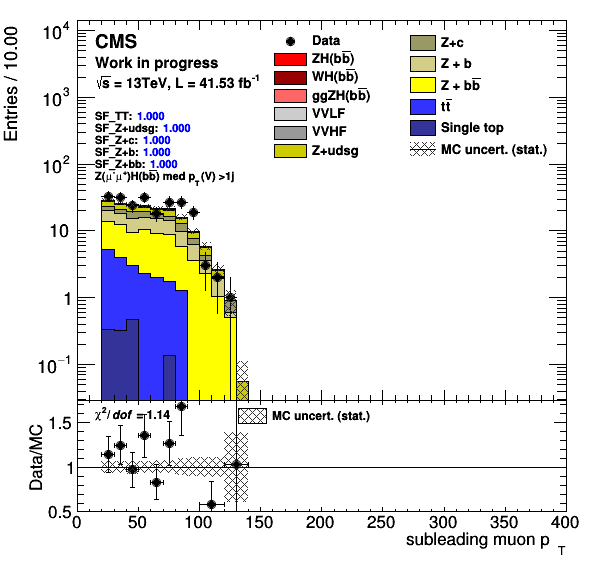 10⁴
10³
10²
10
1
10⁻¹
Entries / 10.00
CMS
Work in progress
√s = 13TeV, L = 41.53 fb⁻¹
SF_TT: 1.000
SF_Z+udsg: 1.000
SF_Z+c: 1.000
SF_Z+b: 1.000
SF_Z+bb: 1.000
Z(μ⁻μ⁺)H(bb̅) med p_T(V) >1j
Data
ZH(bb̅)
WH(bb̅)
ggZH(bb̅)
VVLF
VVHF
Z+udsg
Z+c
Z + b
Z + bb̅
tt̅
Single top
MC uncert. (stat.)
χ²/ dof = 1.14
MC uncert. (stat.)
Data/MC
1.5
1
0.5
0 50 100 150 200 250 300 350 400
subleading muon p_T